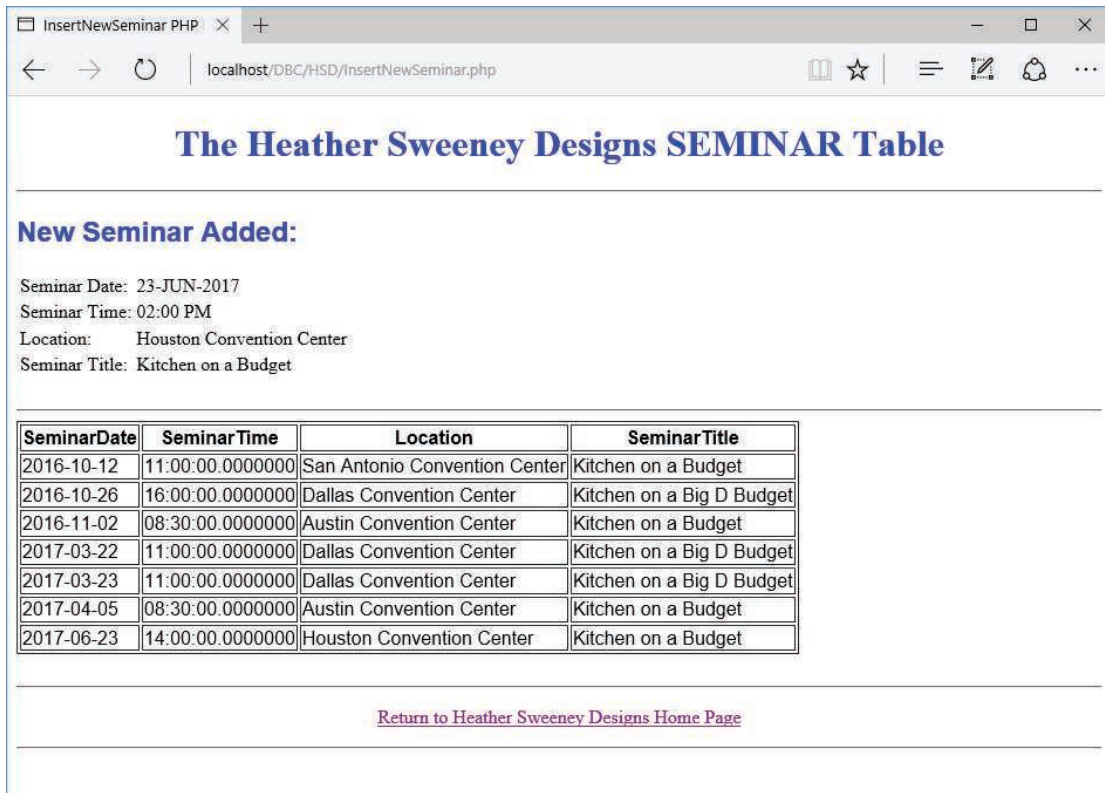 InsertNewSeminar PHP
localhost/DBC/HSD/InsertNewSeminar.php
The Heather Sweeney Designs SEMINAR Table
New Seminar Added:
Seminar Date: 23-JUN-2017
Seminar Time: 02:00 PM
Location: Houston Convention Center
Seminar Title: Kitchen on a Budget
SeminarDate SeminarTime Location SeminarTitle
2016-10-12 11:00:00.0000000 San Antonio Convention Center Kitchen on a Budget
2016-10-26 16:00:00.0000000 Dallas Convention Center Kitchen on a Big D Budget
2016-11-02 08:30:00.0000000 Austin Convention Center Kitchen on a Budget
2017-03-22 11:00:00.0000000 Dallas Convention Center Kitchen on a Big D Budget
2017-03-23 11:00:00.0000000 Dallas Convention Center Kitchen on a Big D Budget
2017-04-05 08:30:00.0000000 Austin Convention Center Kitchen on a Budget
2017-06-23 14:00:00.0000000 Houston Convention Center Kitchen on a Budget
Return to Heather Sweeney Designs Home Page